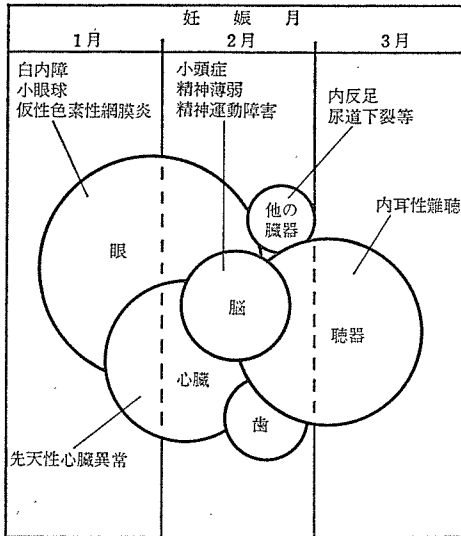 妊娠月
1月
2月
3月
白内障
小眼球
仮性色素性網膜炎
小頭症
精神薄弱
精神運動障害
内反足
尿道下裂等
内耳性難聴
他の
臓器
眼
脳
聴器
心臓
歯
先天性心臓異常